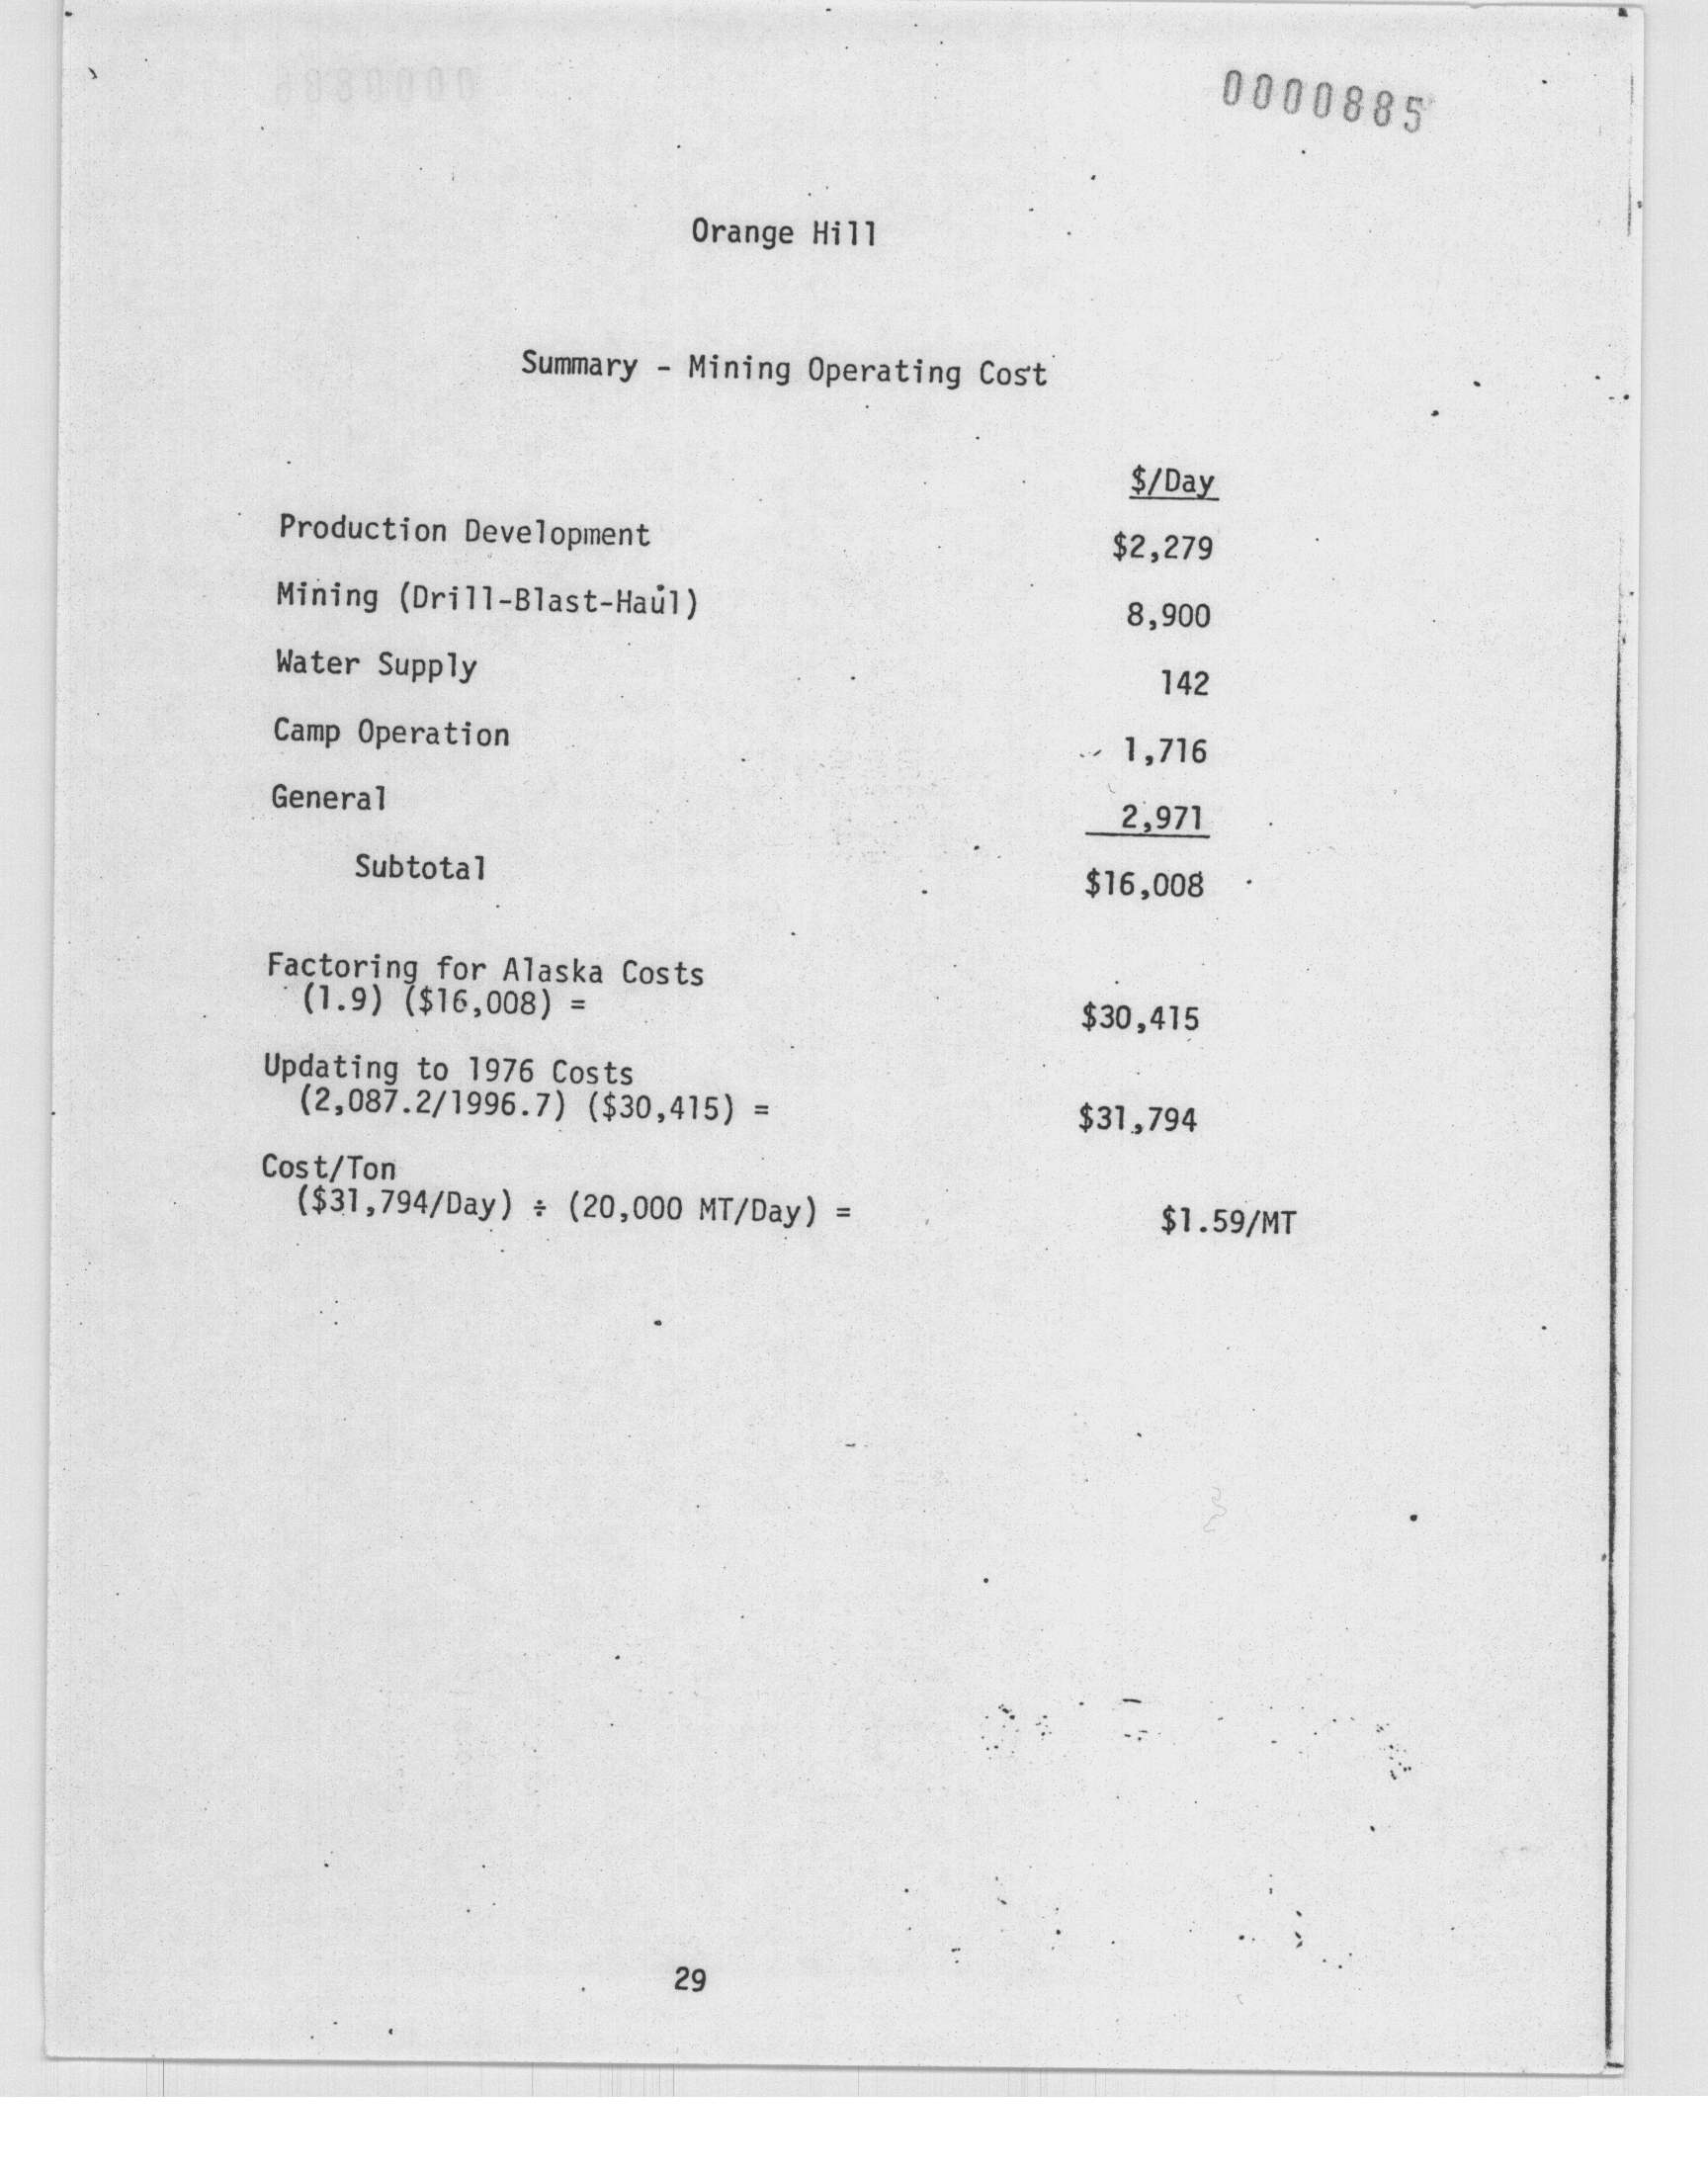 0000885
Orange Hill
Summary - Mining Operating Cost
$/Day
Production Development $2,279
Mining (Drill-Blast-Haul) 8,900
Water Supply 142
Camp Operation 1,716
General 2,971
Subtotal $16,008
Factoring for Alaska Costs
(1.9) ($16,008) = $30,415
Updating to 1976 Costs
(2,087.2/1996.7) ($30,415) = $31,794
Cost/Ton
($31,794/Day) ÷ (20,000 MT/Day) = $1.59/MT
29